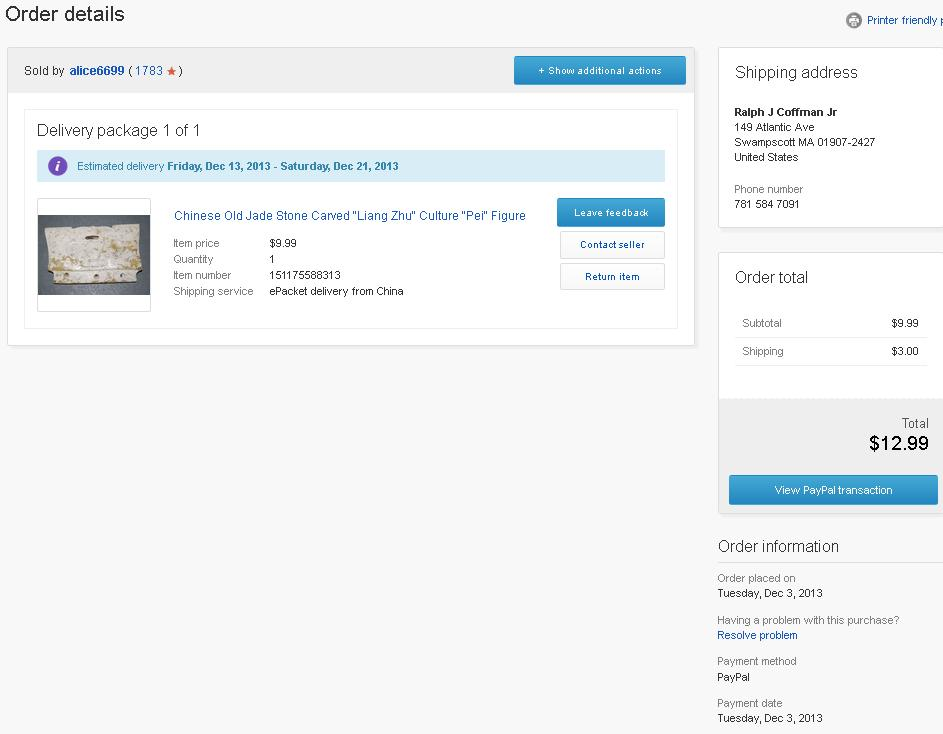 Order details
Printer friendly
Sold by alice6699 ( 1783 ★ )
+ Show additional actions
Delivery package 1 of 1
i Estimated delivery Friday, Dec 13, 2013 - Saturday, Dec 21, 2013
Chinese Old Jade Stone Carved "Liang Zhu" Culture "Pei" Figure
Item price $9.99
Quantity 1
Item number 151175588313
Shipping service ePacket delivery from China
Leave feedback
Contact seller
Return item
Shipping address
Ralph J Coffman Jr
149 Atlantic Ave
Swampscott MA 01907-2427
United States
Phone number
781 584 7091
Order total
Subtotal $9.99
Shipping $3.00
Total
$12.99
View PayPal transaction
Order information
Order placed on
Tuesday, Dec 3, 2013
Having a problem with this purchase?
Resolve problem
Payment method
PayPal
Payment date
Tuesday, Dec 3, 2013